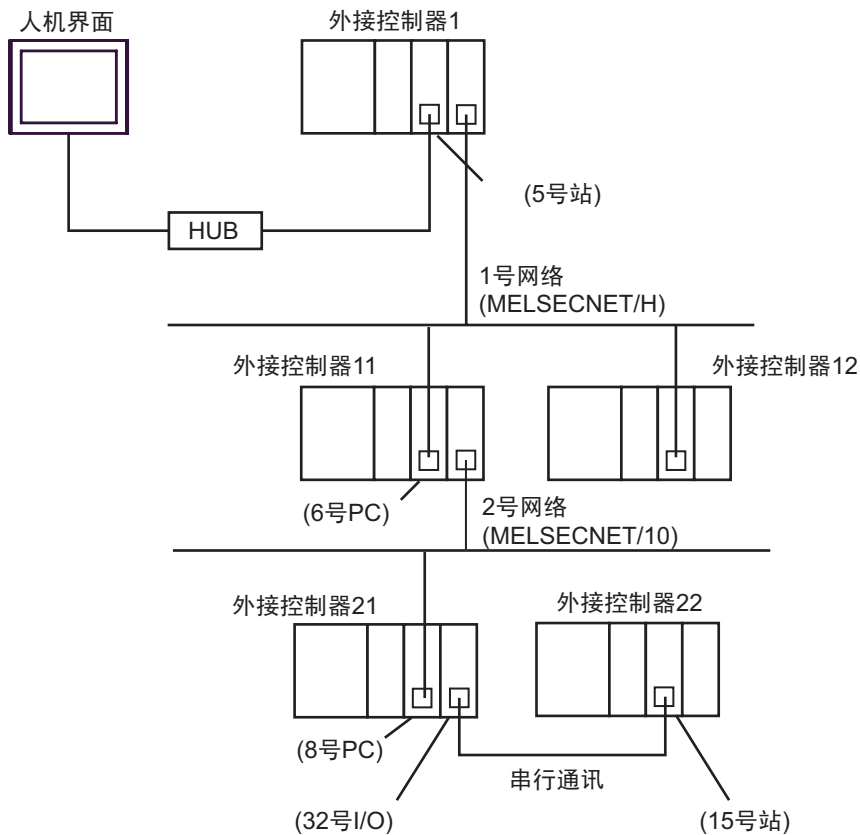 人机界面
外接控制器1
(5号站)
HUB
1号网络
(MELSECNET/H)
外接控制器11
外接控制器12
(6号PC)
2号网络
(MELSECNET/10)
外接控制器21
外接控制器22
(8号PC)
串行通讯
(32号I/O)
(15号站)